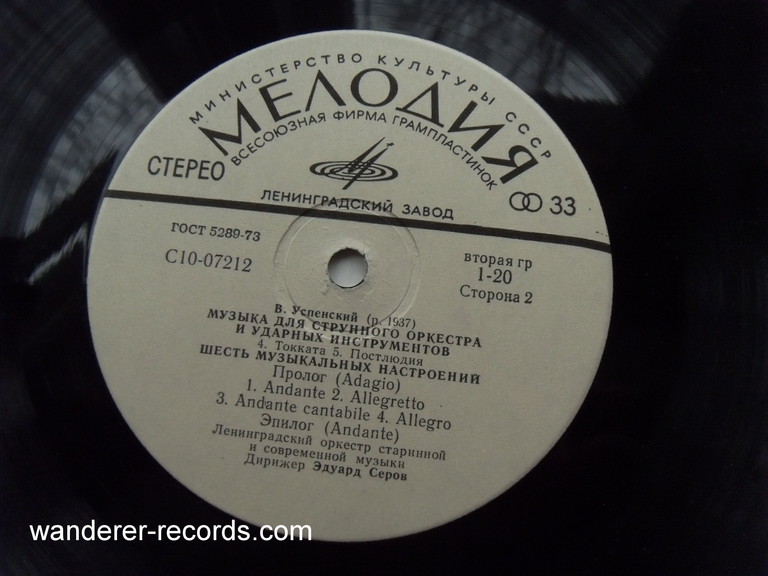 МИНИСТЕРСТВО КУЛЬТУРЫ СССР
МЕЛОДИЯ
ВСЕСОЮЗНАЯ ФИРМА ГРАМПЛАСТИНОК
СТЕРЕО
33
ЛЕНИНГРАДСКИЙ ЗАВОД
ГОСТ 5289-73
С10-07212
вторая гр
1-20
Сторона 2
В. Успенский (р. 1937)
МУЗЫКА ДЛЯ СТРУННОГО ОРКЕСТРА
И УДАРНЫХ ИНСТРУМЕНТОВ
4. Токката 5. Постлюдия
ШЕСТЬ МУЗЫКАЛЬНЫХ НАСТРОЕНИЙ
Пролог (Adagio)
1. Andante 2. Allegretto
3. Andante cantabile 4. Allegro
Эпилог (Andante)
Ленинградский оркестр старинной
и современной музыки
Дирижер Эдуард Серов
wanderer-records.com